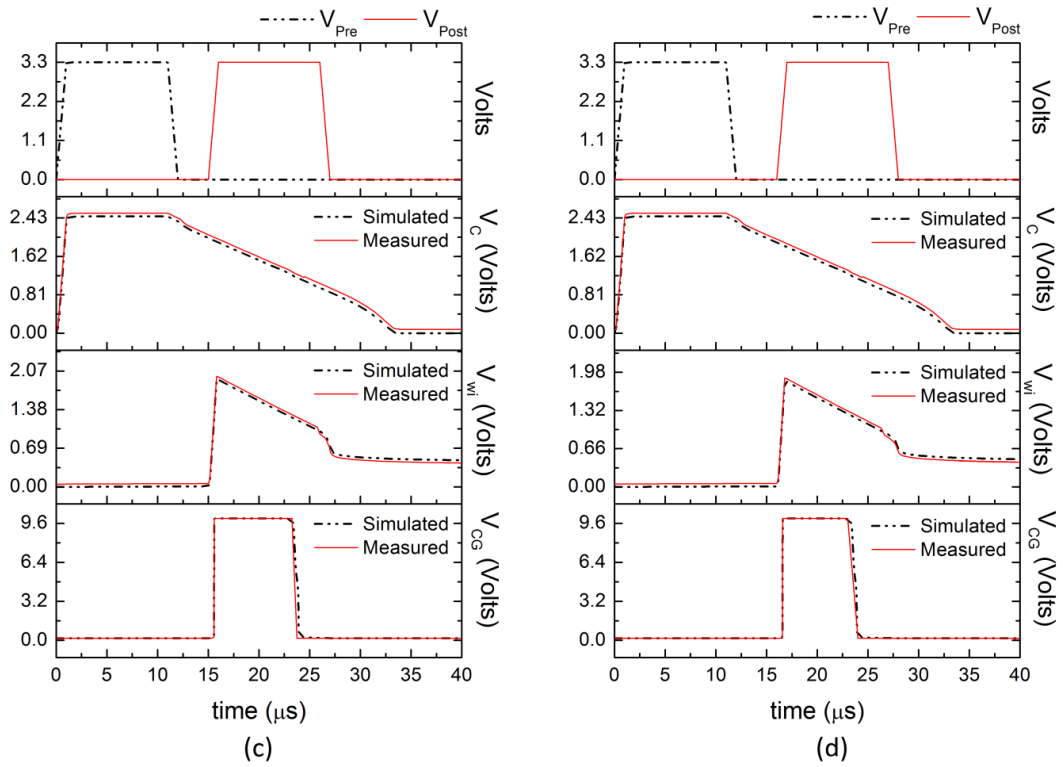 V_Pre V_Post
3.3
2.2
1.1
0.0
Volts
2.43
1.62
0.81
0.00
Simulated
Measured
V_C (Volts)
2.07
1.38
0.69
0.00
Simulated
Measured
V_wi (Volts)
9.6
6.4
3.2
0.0
Simulated
Measured
V_CG (Volts)
0 5 10 15 20 25 30 35 40
time (μs)
(c)
V_Pre V_Post
3.3
2.2
1.1
0.0
Volts
2.43
1.62
0.81
0.00
Simulated
Measured
V_C (Volts)
1.98
1.32
0.66
0.00
Simulated
Measured
V_wi (Volts)
9.6
6.4
3.2
0.0
Simulated
Measured
V_CG (Volts)
0 5 10 15 20 25 30 35 40
time (μs)
(d)